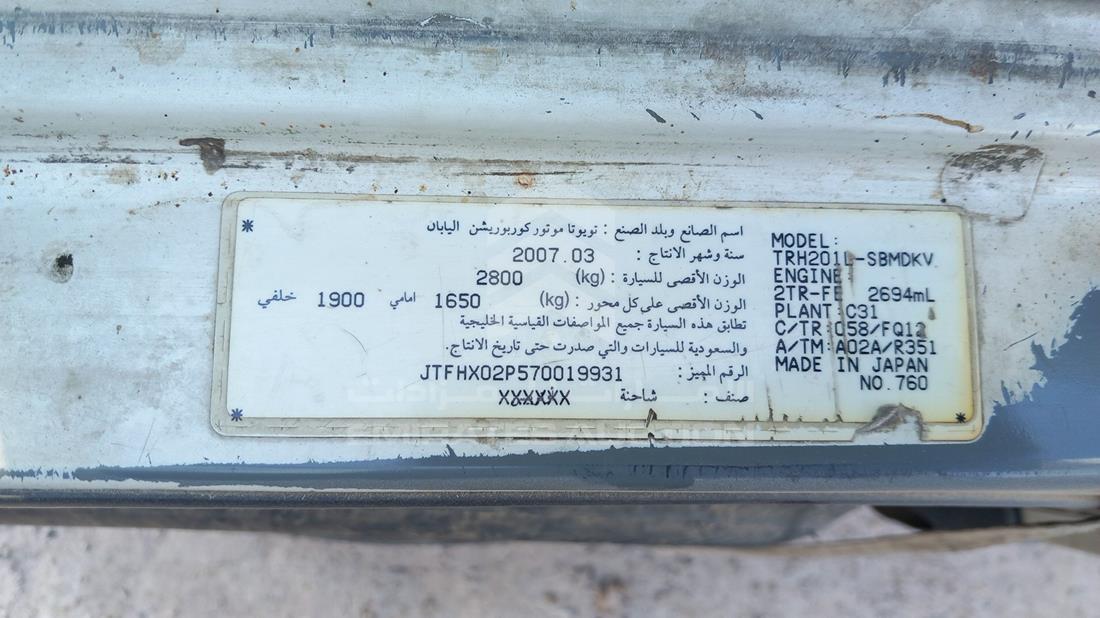 اسم الصانع وبلد الصنع : تويوتا موتور كوربوريشن اليابان
سنة وشهر الانتاج : 2007.03
الوزن الأقصى للسيارة : (kg) 2800
الوزن الأقصى على كل محور : (kg) 1650 امامي 1900 خلفي
تطابق هذه السيارة جميع المواصفات القياسية الخليجية
والسعودية للسيارات والتي صدرت حتى تاريخ الانتاج.
الرقم المميز : JTFHX02P570019931
صنف : شاحنة XXXXXX
MODEL:
TRH201L-SBMDKV
ENGINE:
2TR-FE 2694mL
PLANT:C31
C/TR:058/FQ12
A/TM:A02A/R351
MADE IN JAPAN
NO.760
EMIRATES AUCTION